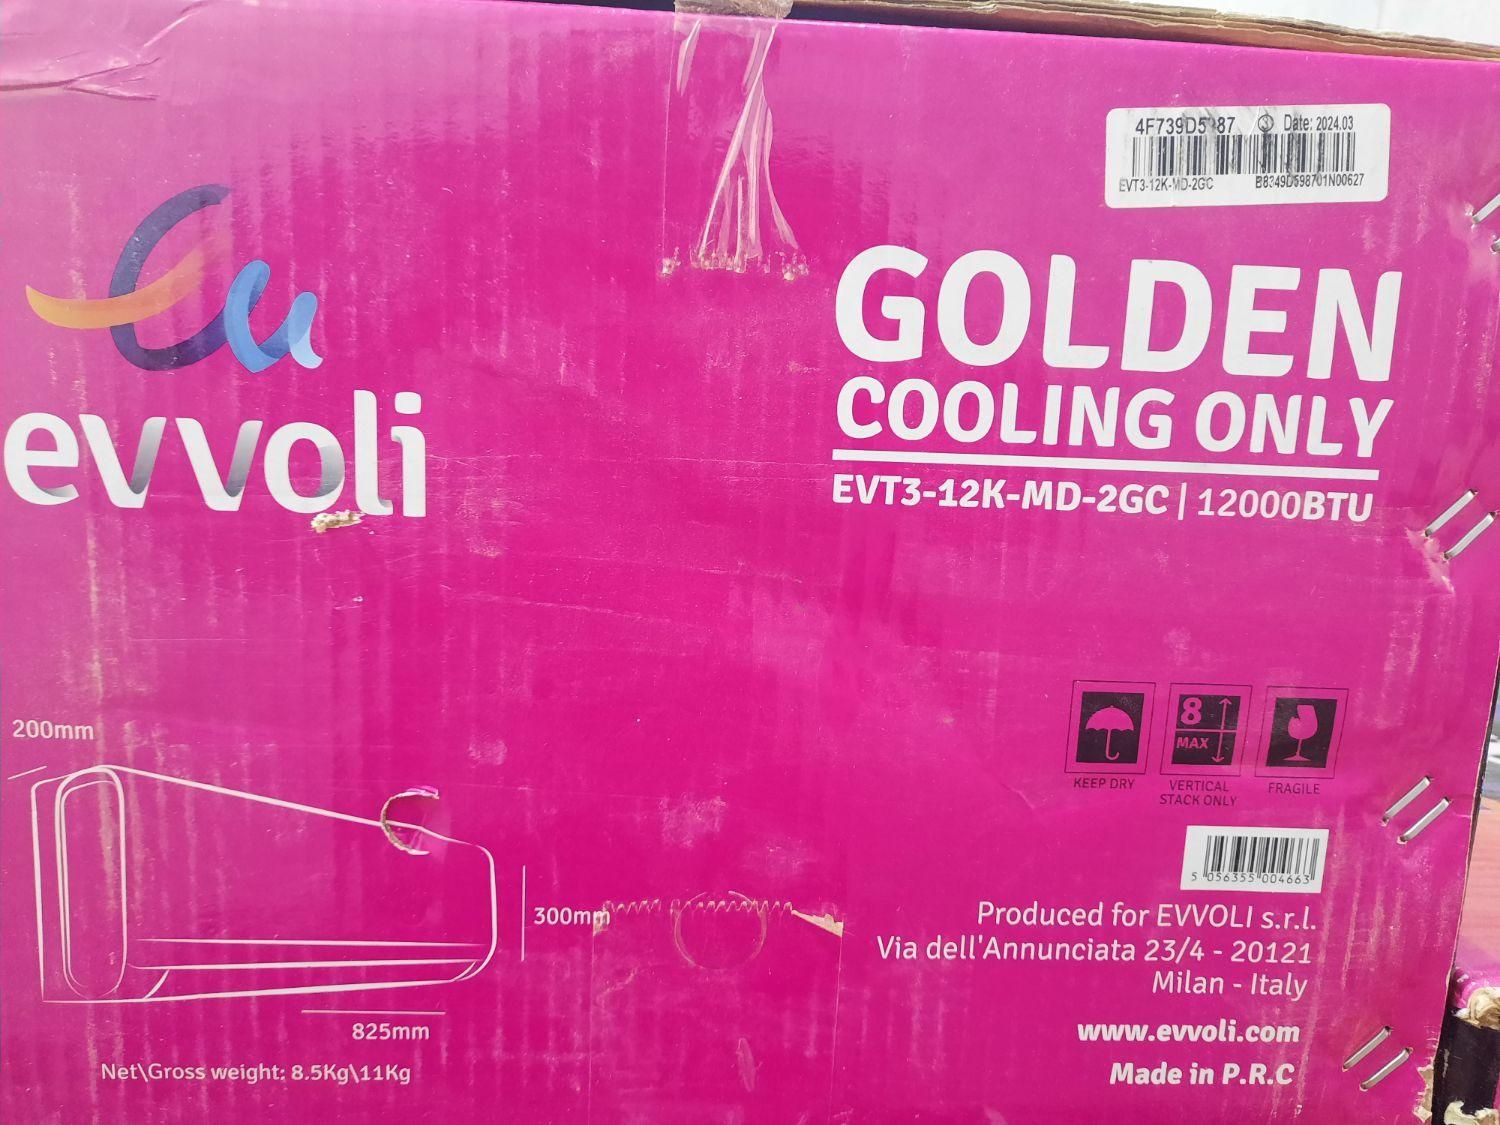 Date: 2024.03
EVT3-12K-MD-2GC
evvoli
GOLDEN
COOLING ONLY
EVT3-12K-MD-2GC | 12000BTU
200mm
300mm
825mm
Net\Gross weight: 8.5Kg\11Kg
8
MAX
KEEP DRY
VERTICAL
STACK ONLY
FRAGILE
5 056355 004663
Produced for EVVOLI s.r.l.
Via dell'Annunciata 23/4 - 20121
Milan - Italy
www.evvoli.com
Made in P.R.C